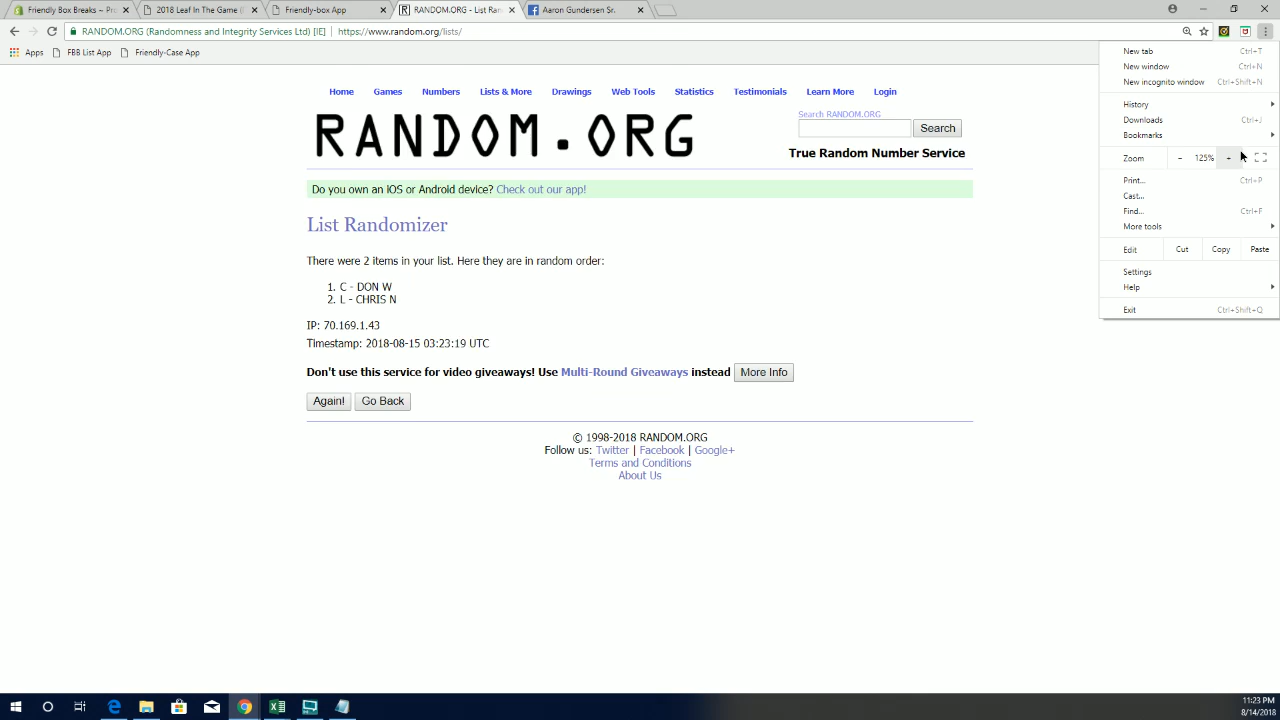 Friendly Box Breaks ~ Pro
2018 Leaf In The Game (
Friendly-box App
RANDOM.ORG - List Ran
Aaron Gundersen Sr.
RANDOM.ORG (Randomness and Integrity Services Ltd) [IE] | https://www.random.org/lists/
Apps FBB List App Friendly-Case App
New tab Ctrl+T
New window Ctrl+N
New incognito window Ctrl+Shift+N
History
Downloads Ctrl+J
Bookmarks
Zoom - 125% +
Print... Ctrl+P
Cast...
Find... Ctrl+F
More tools
Edit Cut Copy Paste
Settings
Help
Exit Ctrl+Shift+Q
Home Games Numbers Lists & More Drawings Web Tools Statistics Testimonials Learn More Login
RANDOM.ORG
Search RANDOM.ORG
Search
True Random Number Service
Do you own an iOS or Android device? Check out our app!
List Randomizer
There were 2 items in your list. Here they are in random order:
1. C - DON W
2. L - CHRIS N
IP: 70.169.1.43
Timestamp: 2018-08-15 03:23:19 UTC
Don't use this service for video giveaways! Use Multi-Round Giveaways instead More Info
Again! Go Back
© 1998-2018 RANDOM.ORG
Follow us: Twitter | Facebook | Google+
Terms and Conditions
About Us
11:23 PM
8/14/2018